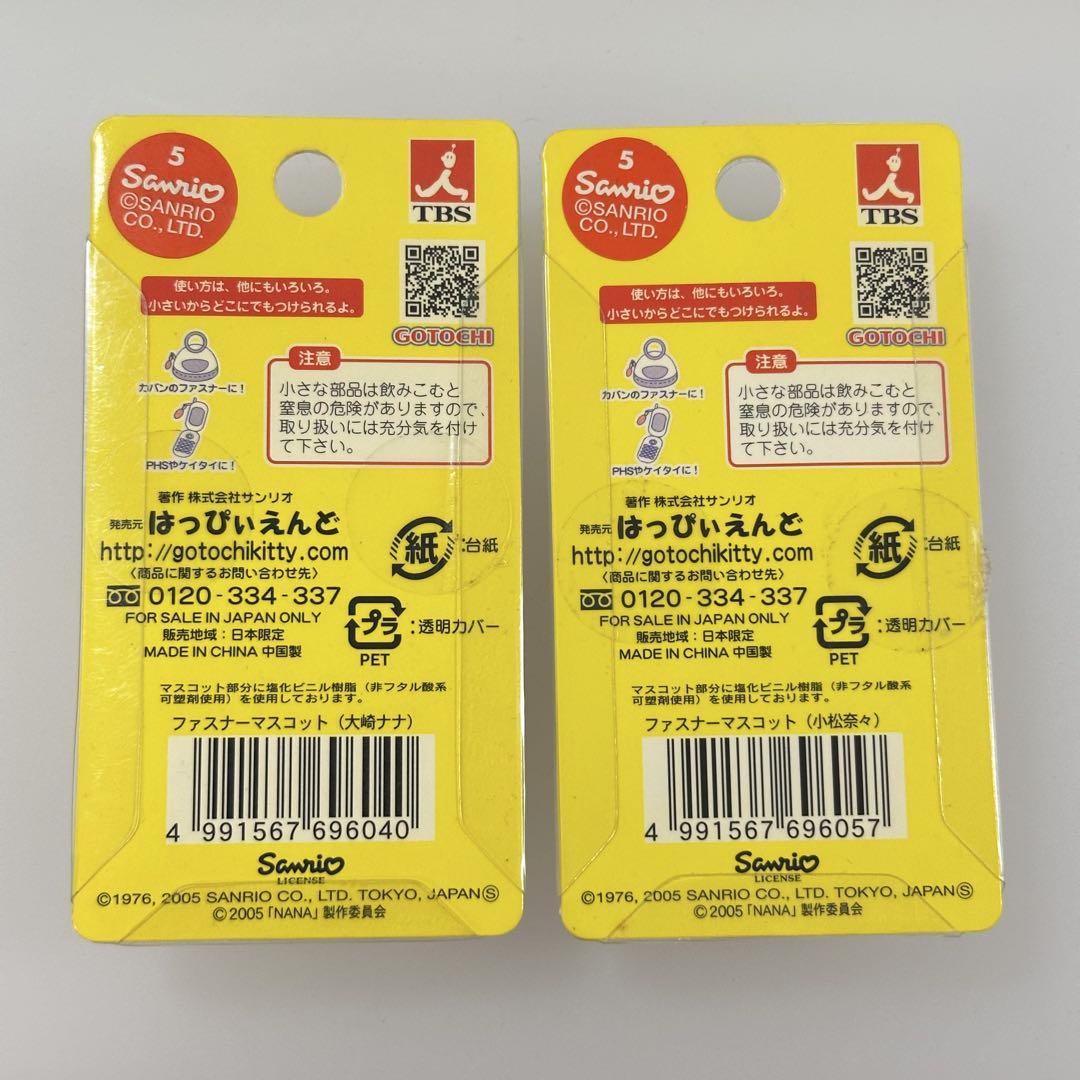 5
Sanrio
©SANRIO
CO., LTD.
TBS
使い方は、他にもいろいろ。
小さいからどこにでもつけられるよ。
GOTOCHI
カバンのファスナーに！
PHSやケイタイに！
注意
小さな部品は飲みこむと
窒息の危険がありますので、
取り扱いには充分気を付け
て下さい。
著作 株式会社サンリオ
発売元 はっぴぃえんど
http://gotochikitty.com
〈商品に関するお問い合わせ先〉
0120-334-337
FOR SALE IN JAPAN ONLY
販売地域：日本限定
MADE IN CHINA 中国製
紙:台紙
プラ:透明カバー
PET
マスコット部分に塩化ビニル樹脂（非フタル酸系
可塑剤使用）を使用しております。
ファスナーマスコット（大崎ナナ）
4 991567 696040
Sanrio
LICENSE
©1976, 2005 SANRIO CO., LTD. TOKYO, JAPANⓈ
©2005「NANA」製作委員会
5
Sanrio
©SANRIO
CO., LTD.
TBS
使い方は、他にもいろいろ。
小さいからどこにでもつけられるよ。
GOTOCHI
カバンのファスナーに！
PHSやケイタイに！
注意
小さな部品は飲みこむと
窒息の危険がありますので、
取り扱いには充分気を付け
て下さい。
著作 株式会社サンリオ
発売元 はっぴぃえんど
http://gotochikitty.com
〈商品に関するお問い合わせ先〉
0120-334-337
FOR SALE IN JAPAN ONLY
販売地域：日本限定
MADE IN CHINA 中国製
紙:台紙
プラ:透明カバー
PET
マスコット部分に塩化ビニル樹脂（非フタル酸系
可塑剤使用）を使用しております。
ファスナーマスコット（小松奈々）
4 991567 696057
Sanrio
LICENSE
©1976, 2005 SANRIO CO., LTD. TOKYO, JAPANⓈ
©2005「NANA」製作委員会